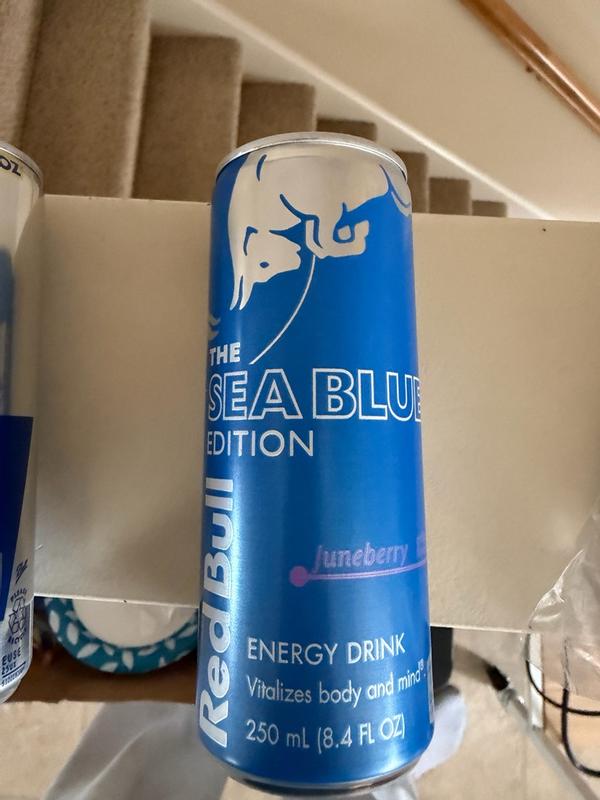 THE
SEA BLUE
EDITION
Red Bull
Juneberry
ENERGY DRINK
Vitalizes body and mind®.
250 mL (8.4 FL OZ)
OZ